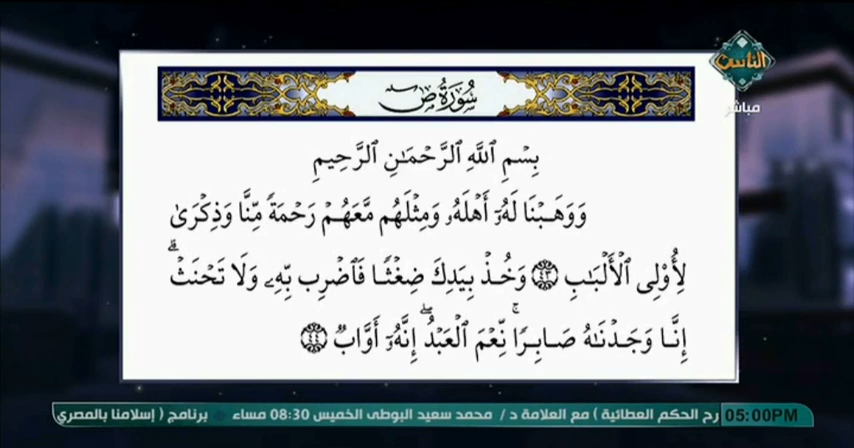 الناس
مباشر
سُورَةُ ص
بِسْمِ ٱللَّهِ ٱلرَّحْمَـٰنِ ٱلرَّحِيمِ
وَوَهَبْنَا لَهُۥٓ أَهْلَهُۥ وَمِثْلَهُم مَّعَهُمْ رَحْمَةً مِّنَّا وَذِكْرَىٰ
لِأُو۟لِى ٱلْأَلْبَـٰبِ ٤٣ وَخُذْ بِيَدِكَ ضِغْثًا فَٱضْرِب بِّهِۦ وَلَا تَحْنَثْ ۗ
إِنَّا وَجَدْنَـٰهُ صَابِرًا ۚ نِّعْمَ ٱلْعَبْدُ ۖ إِنَّهُۥٓ أَوَّابٌ ٤٤
05:00PM رح الحكم العطائية ) مع العلامة د / محمد سعيد البوطى الخميس 08:30 مساء برنامج ( إسلامنا بالمصري